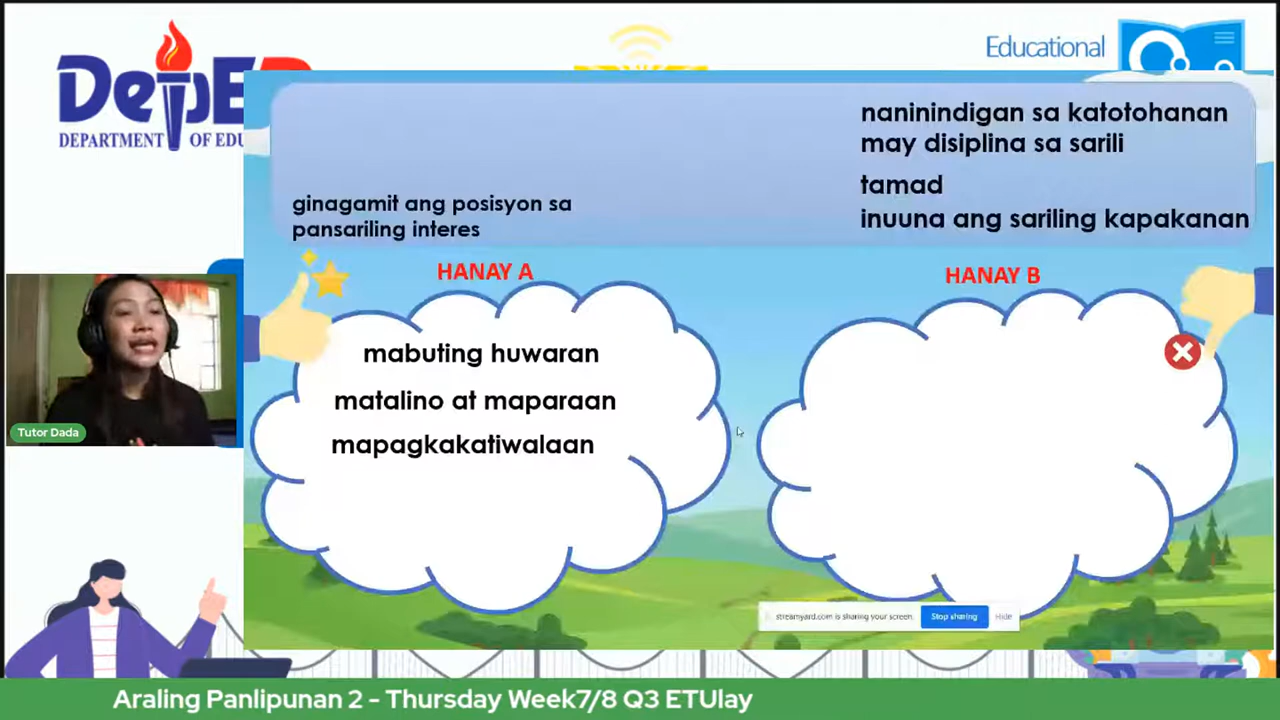 DepED
DEPARTMENT OF EDU
Educational
naninindigan sa katotohanan
may disiplina sa sarili
tamad
inuuna ang sariling kapakanan
ginagamit ang posisyon sa
pansariling interes
HANAY A
HANAY B
mabuting huwaran
matalino at maparaan
mapagkakatiwalaan
Tutor Dada
streamyard.com is sharing your screen.
Stop sharing
Hide
Araling Panlipunan 2 - Thursday Week7/8 Q3 ETUlay